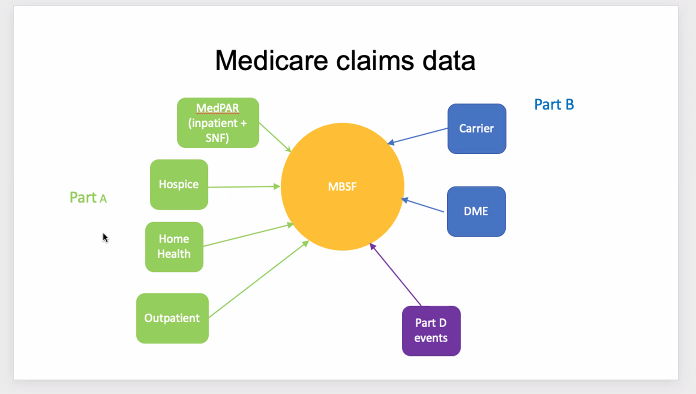 Medicare claims data
MedPAR
(inpatient +
SNF)
Part B
Carrier
Hospice
MBSF
Part A
DME
Home
Health
Outpatient
Part D
events